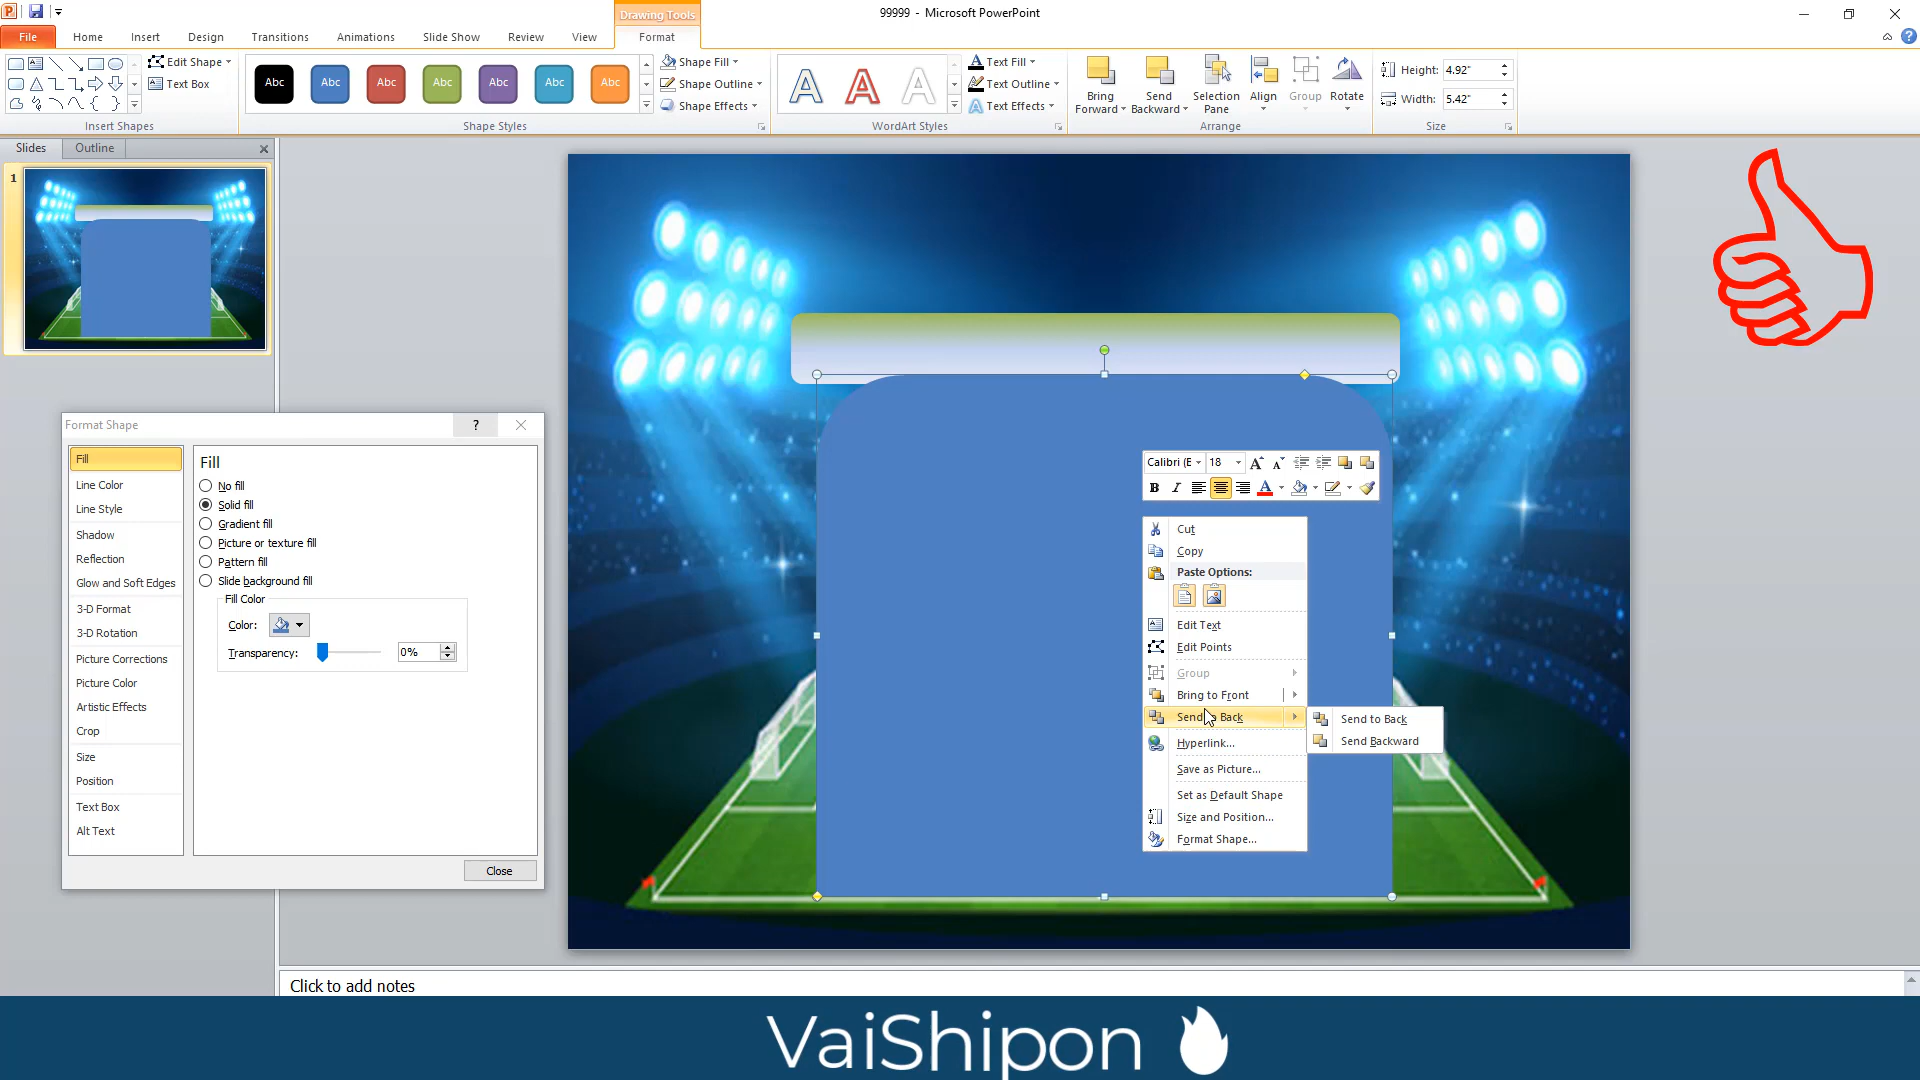 Drawing Tools
99999 - Microsoft PowerPoint
File Home Insert Design Transitions Animations Slide Show Review View Format
Edit Shape
Text Box
Insert Shapes
Abc Abc Abc Abc Abc Abc Abc
Shape Styles
Shape Fill
Shape Outline
Shape Effects
A A A
WordArt Styles
Text Fill
Text Outline
Text Effects
Bring Forward
Send Backward
Selection Pane
Align
Group
Rotate
Arrange
Height: 4.92"
Width: 5.42"
Size
Slides Outline
1
Format Shape
?
Fill
Line Color
Line Style
Shadow
Reflection
Glow and Soft Edges
3-D Format
3-D Rotation
Picture Corrections
Picture Color
Artistic Effects
Crop
Size
Position
Text Box
Alt Text
Fill
No fill
Solid fill
Gradient fill
Picture or texture fill
Pattern fill
Slide background fill
Fill Color
Color:
Transparency: 0%
Close
Calibri (E 18 A A
B I A
Cut
Copy
Paste Options:
Edit Text
Edit Points
Group
Bring to Front
Send to Back
Hyperlink...
Save as Picture...
Set as Default Shape
Size and Position...
Format Shape...
Send to Back
Send Backward
Click to add notes
VaiShipon